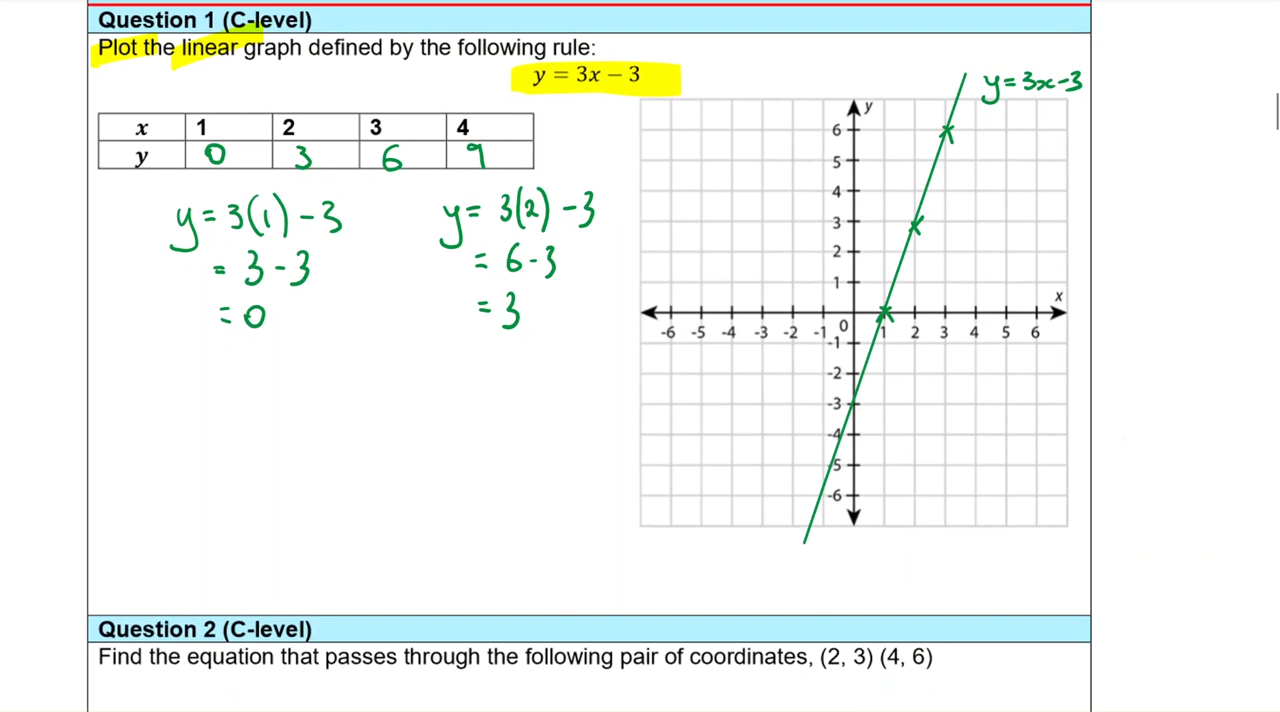 Question 1 (C-level)
Plot the linear graph defined by the following rule:
y = 3x − 3
x 1 2 3 4
y 0 3 6 9
y = 3(1) - 3
= 3 - 3
= 0
y = 3(2) - 3
= 6 - 3
= 3
y = 3x - 3
y
6
5
4
3
2
1
x
-6 -5 -4 -3 -2 -1 0 1 2 3 4 5 6
-1
-2
-3
-4
-5
-6
Question 2 (C-level)
Find the equation that passes through the following pair of coordinates, (2, 3) (4, 6)